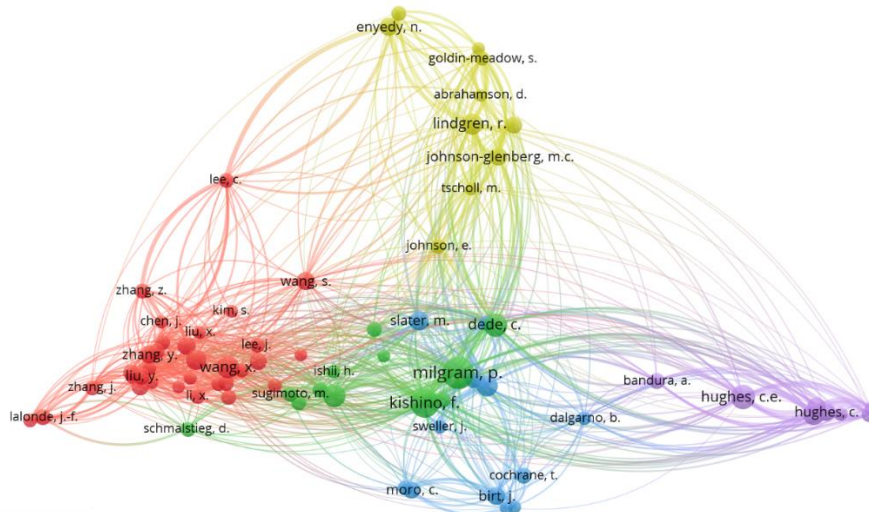 enyedy, n.
goldin-meadow, s.
abrahamson, d.
lindgren, r.
johnson-glenberg, m.c.
lee, c.
tscholl, m.
johnson, e.
wang, s.
zhang, z.
kim, s.
chen, j.
liu, x.
slater, m.
dede, c.
lee, j.
zhang, y.
wang, x.
ishii, h.
milgram, p.
liu, y.
bandura, a.
zhang, j.
li, x.
sugimoto, m.
kishino, f.
hughes, c.e.
hughes, c.
lalonde, j.-f.
schmalstieg, d.
sweller, j.
dalgarno, b.
cochrane, t.
moro, c.
birt, j.